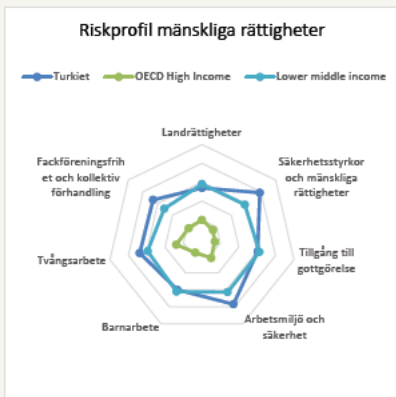 Riskprofil mänskliga rättigheter
Turkiet OECD High Income Lower middle income
Landrättigheter
Säkerhetsstyrkor
och mänskliga
rättigheter
Tillgång till
gottgörelse
Arbetsmiljö och
säkerhet
Barnarbete
Tvångsarbete
Fackföreningsfrih
et och kollektiv
förhandling